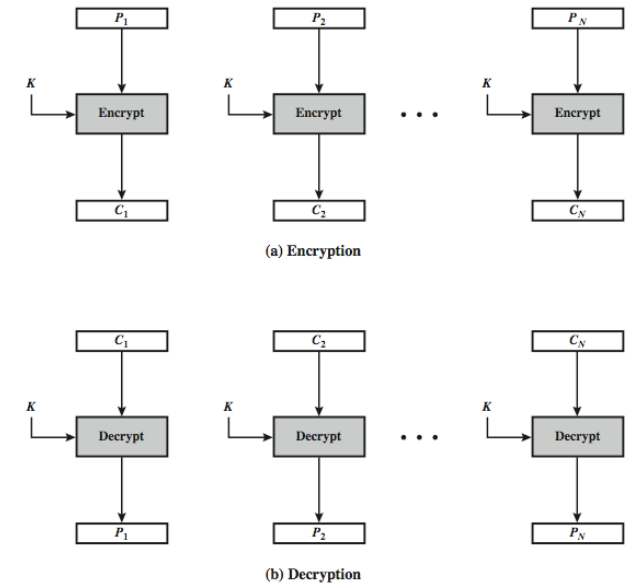 P1 P2 PN
K K K
Encrypt Encrypt • • • Encrypt
C1 C2 CN
(a) Encryption
C1 C2 CN
K K K
Decrypt Decrypt • • • Decrypt
P1 P2 PN
(b) Decryption